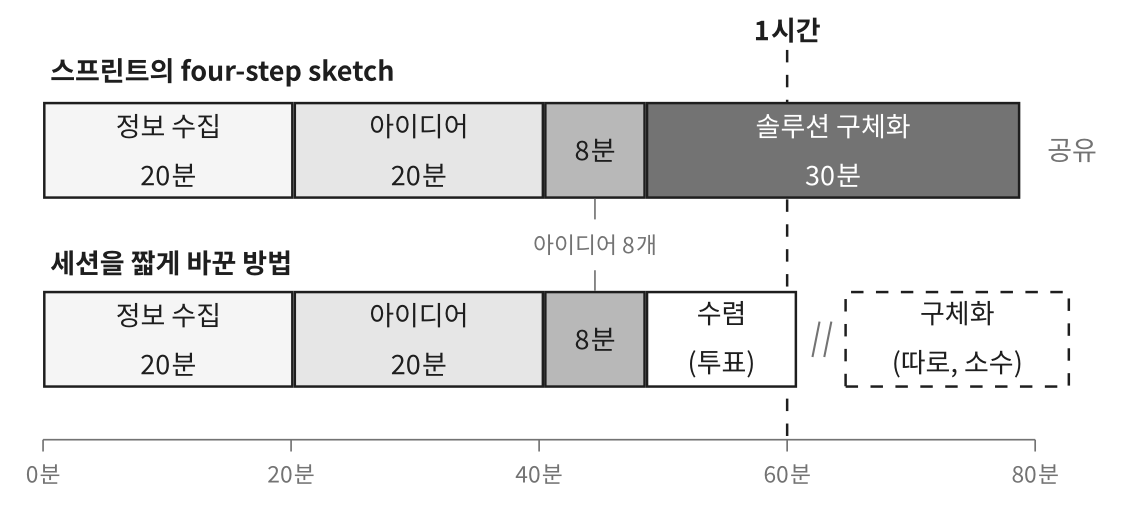 1시간
스프린트의 four-step sketch
정보 수집
20분
아이디어
20분
8분
솔루션 구체화
30분
공유
아이디어 8개
세션을 짧게 바꾼 방법
정보 수집
20분
아이디어
20분
8분
수렴
(투표)
//
구체화
(따로, 소수)
0분
20분
40분
60분
80분